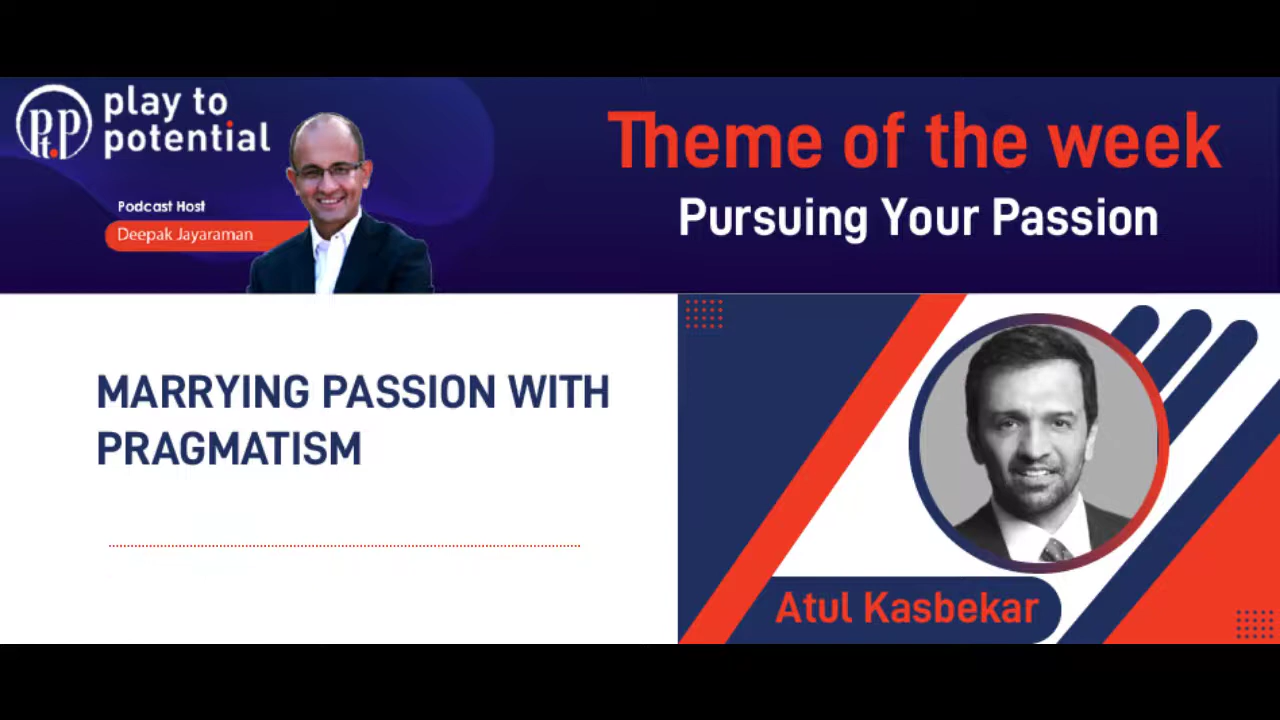 play to
potential
Podcast Host
Deepak Jayaraman
Theme of the week
Pursuing Your Passion
MARRYING PASSION WITH
PRAGMATISM
Atul Kasbekar